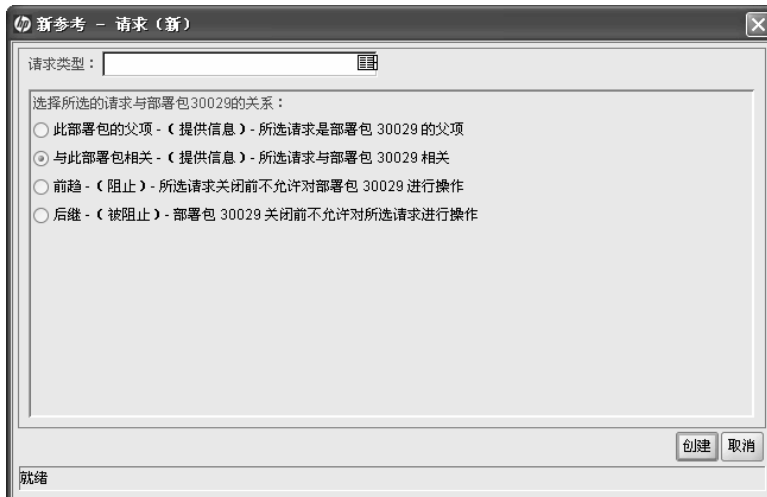 新参考 - 请求（新）
请求类型：
选择所选的请求与部署包30029的关系：
此部署包的父项 - （提供信息）- 所选请求是部署包 30029 的父项
与此部署包相关 - （提供信息）- 所选请求与部署包 30029 相关
前趋 - （阻止）- 所选请求关闭前不允许对部署包 30029 进行操作
后继 - （被阻止）- 部署包 30029 关闭前不允许对所选请求进行操作
创建 取消
就绪